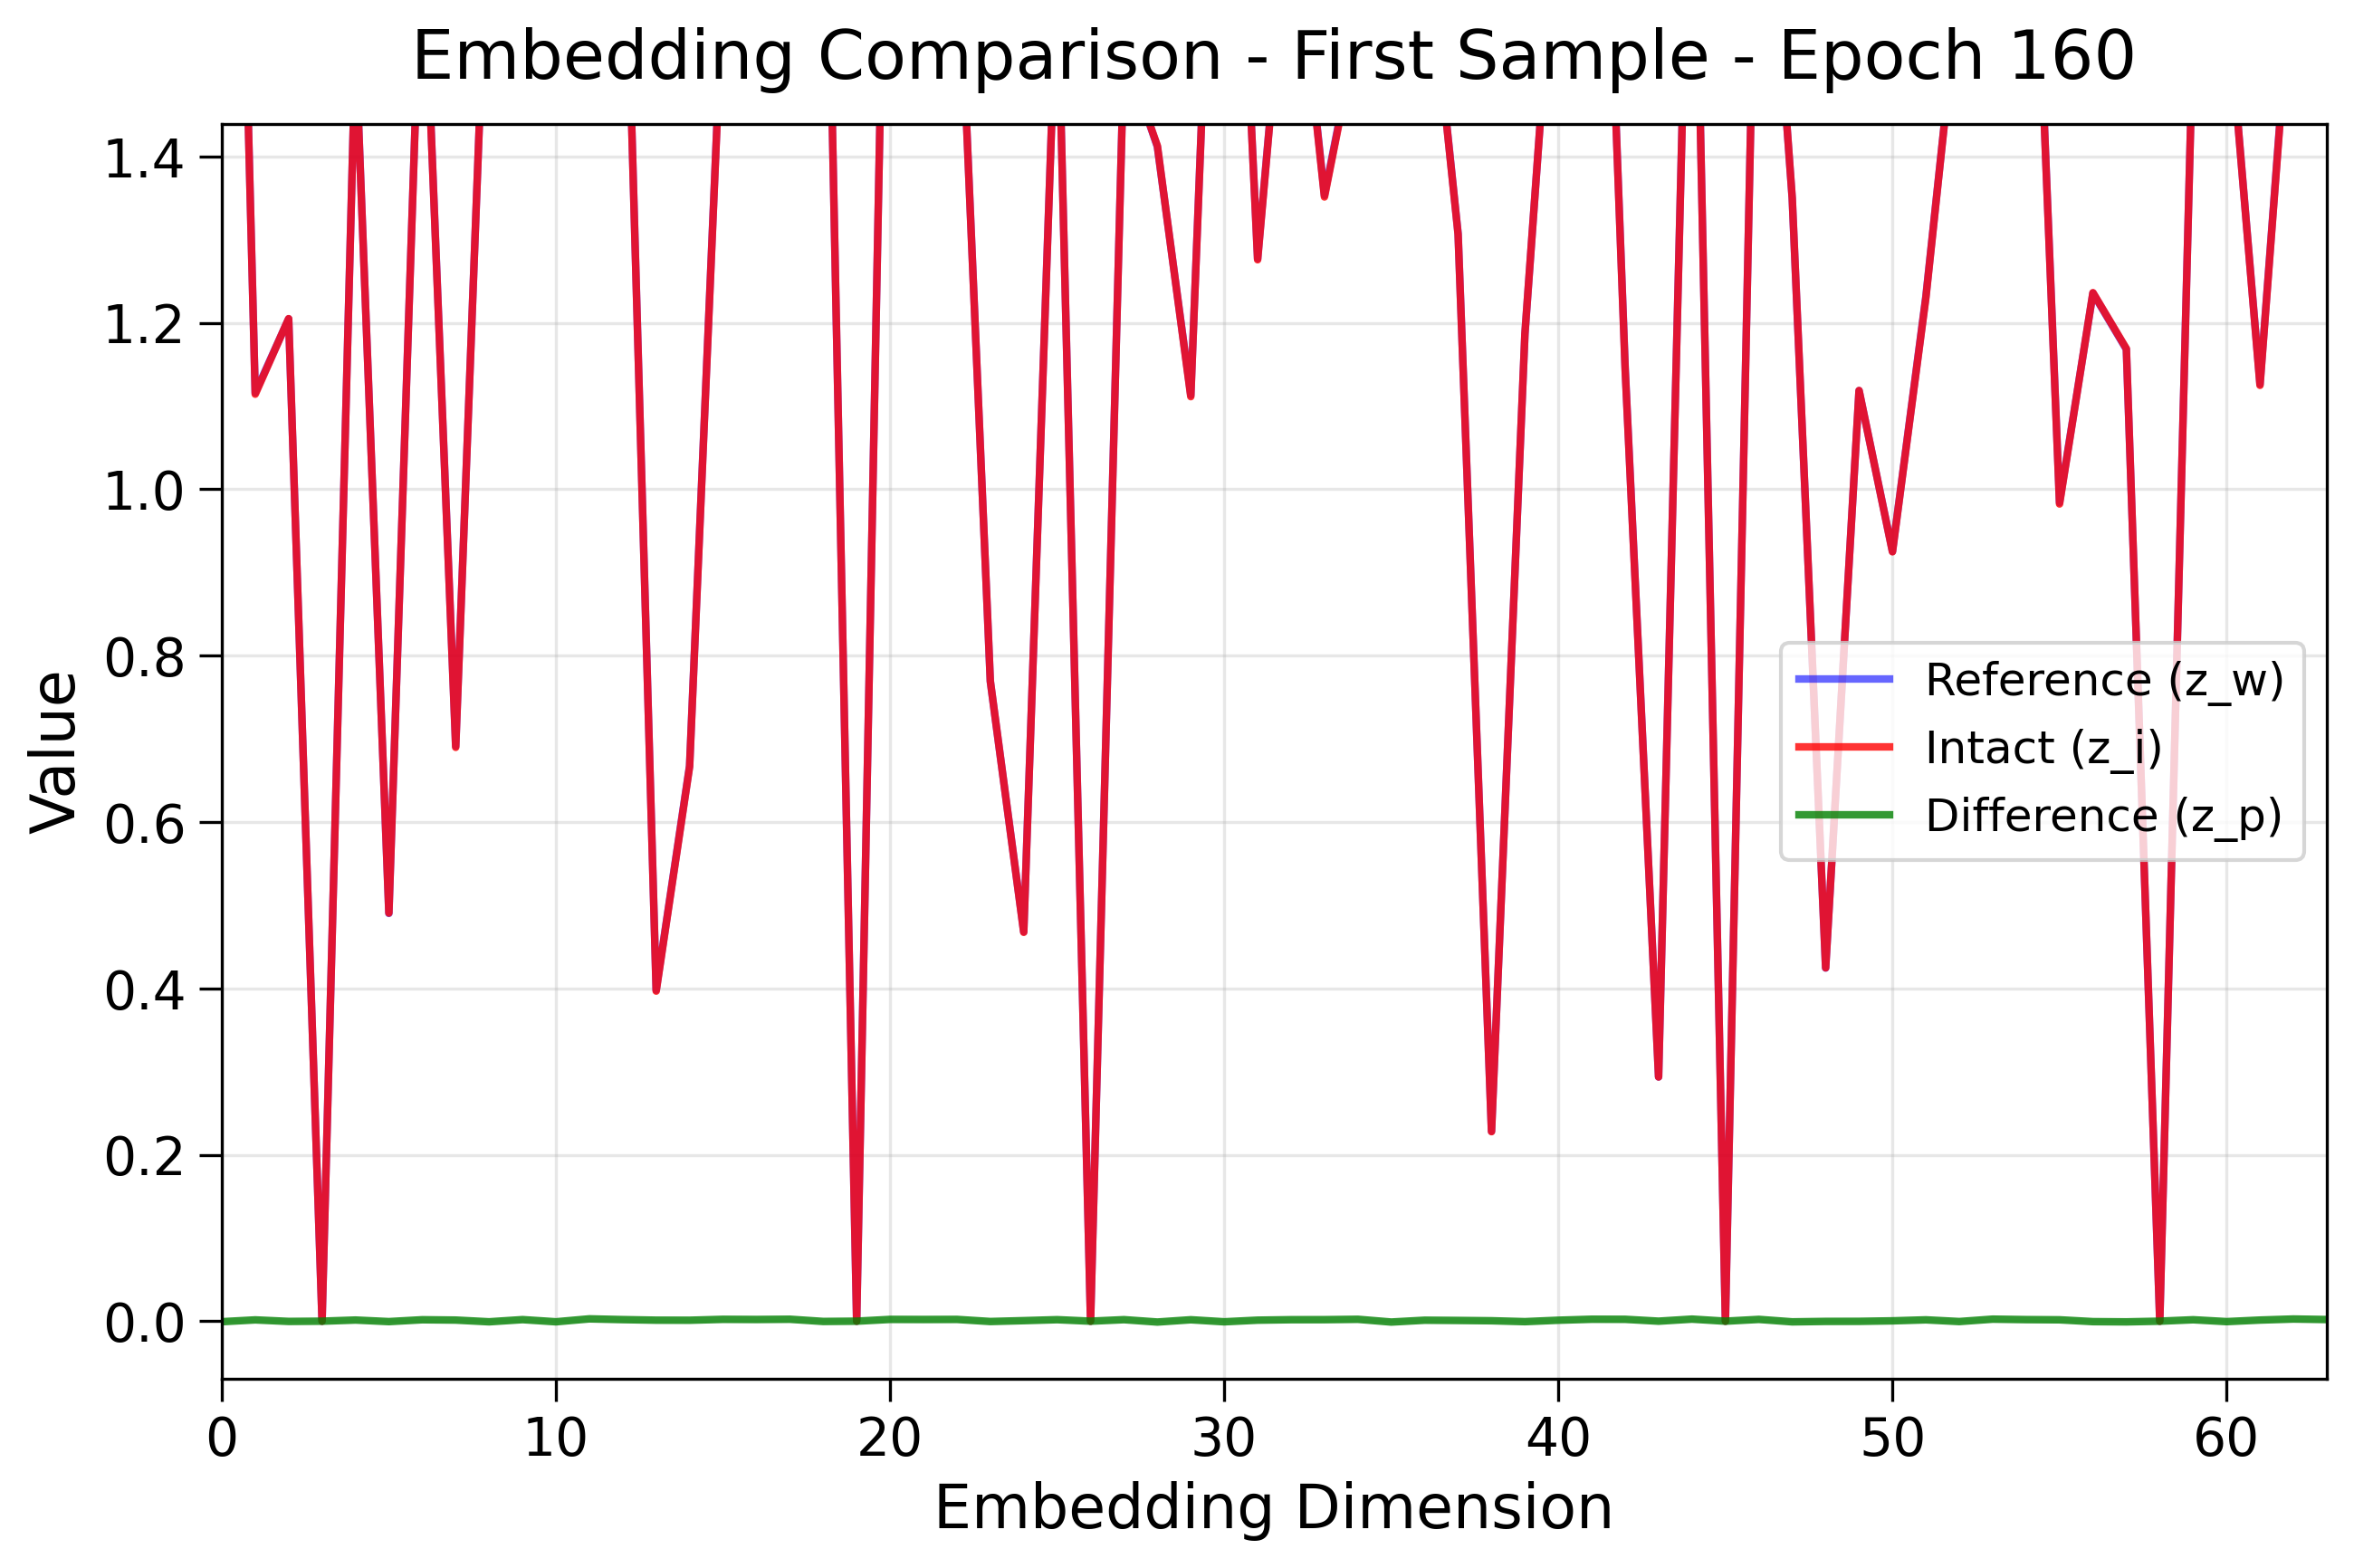 Embedding Comparison - First Sample - Epoch 160
1.4
1.2
1.0
0.8
0.6
0.4
0.2
0.0
Value
Reference (z_w)
Intact (z_i)
Difference (z_p)
0 10 20 30 40 50 60
Embedding Dimension